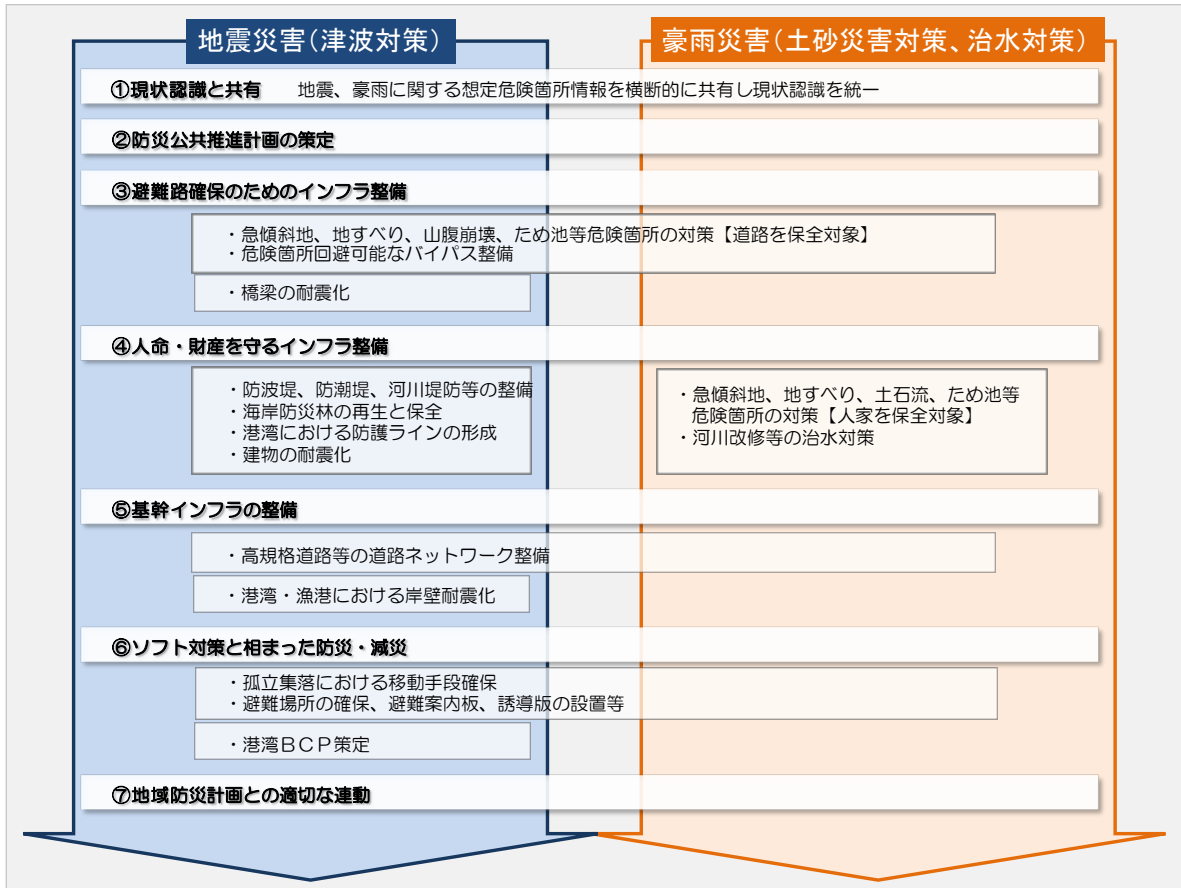 地震災害(津波対策)
豪雨災害(土砂災害対策、治水対策)
①現状認識と共有　地震、豪雨に関する想定危険箇所情報を横断的に共有し現状認識を統一
②防災公共推進計画の策定
③避難路確保のためのインフラ整備
・急傾斜地、地すべり、山腹崩壊、ため池等危険箇所の対策【道路を保全対象】
・危険箇所回避可能なバイパス整備
・橋梁の耐震化
④人命・財産を守るインフラ整備
・防波堤、防潮堤、河川堤防等の整備
・海岸防災林の再生と保全
・港湾における防護ラインの形成
・建物の耐震化
・急傾斜地、地すべり、土石流、ため池等
危険箇所の対策【人家を保全対象】
・河川改修等の治水対策
⑤基幹インフラの整備
・高規格道路等の道路ネットワーク整備
・港湾・漁港における岸壁耐震化
⑥ソフト対策と相まった防災・減災
・孤立集落における移動手段確保
・避難場所の確保、避難案内板、誘導版の設置等
・港湾ＢＣＰ策定
⑦地域防災計画との適切な連動